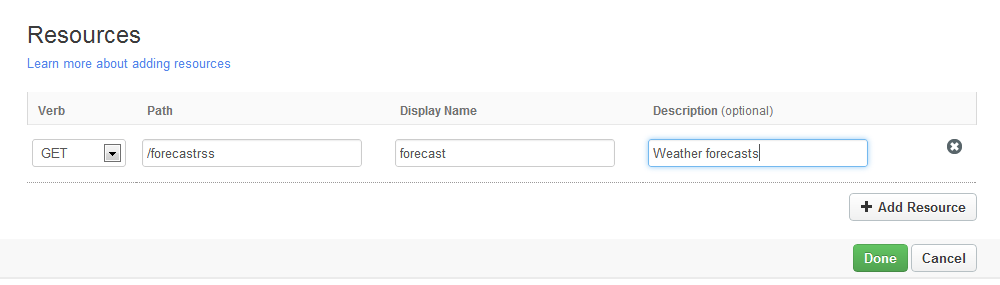 Resources
Learn more about adding resources
Verb Path Display Name Description (optional)
GET /forecastrss forecast Weather forecasts
Add Resource
Done Cancel